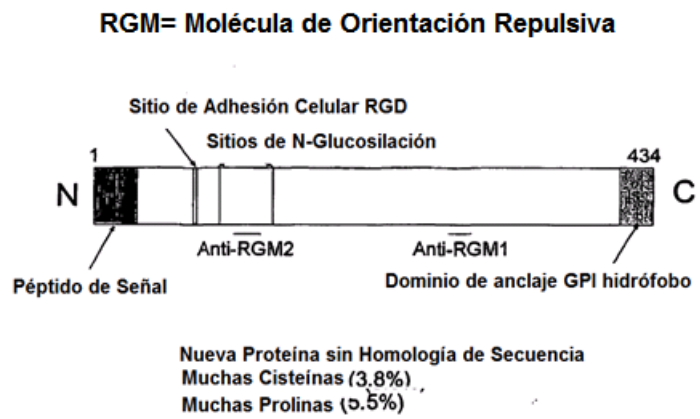 RGM= Molécula de Orientación Repulsiva
Sitio de Adhesión Celular RGD
Sitios de N-Glucosilación
1
434
N
C
Anti-RGM2
Anti-RGM1
Péptido de Señal
Dominio de anclaje GPI hidrófobo
Nueva Proteína sin Homología de Secuencia
Muchas Cisteínas (3.8%)
Muchas Prolinas (5.5%)